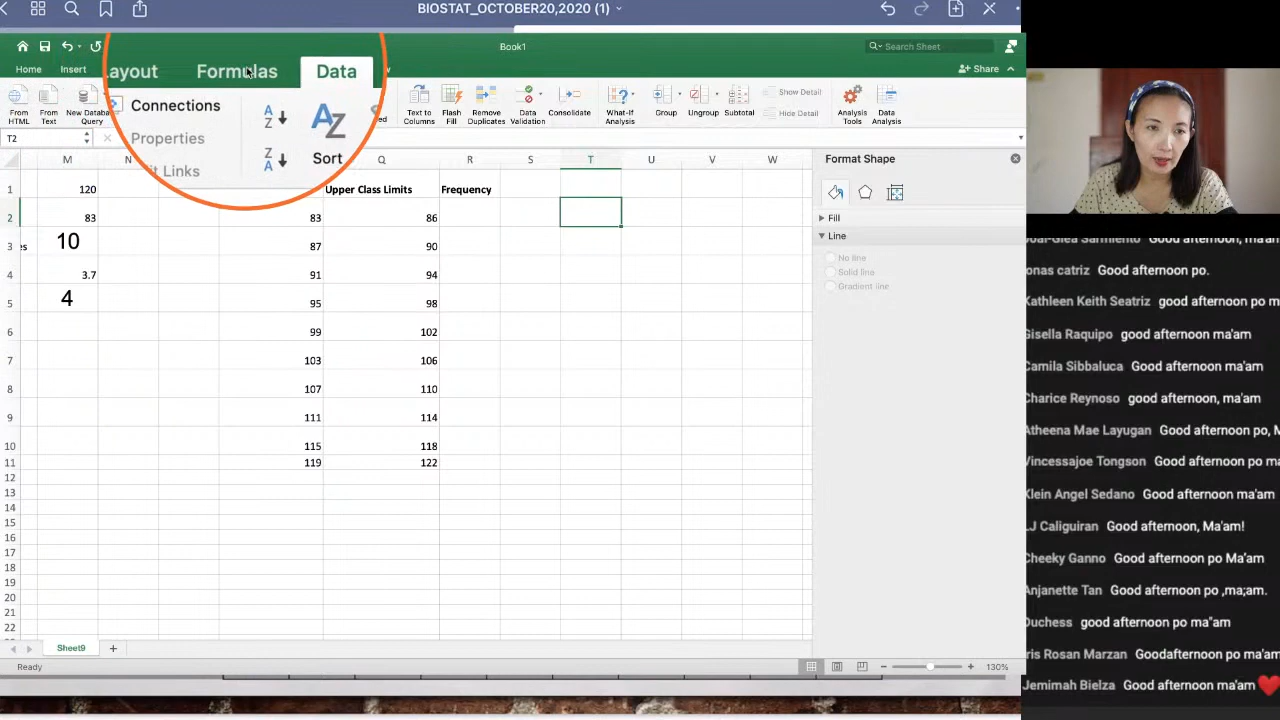 BIOSTAT_OCTOBER20,2020 (1)
Book1
Search Sheet
Home
Insert
Layout
Formulas
Data
Share
From HTML
From Text
New Database Query
Connections
Properties
A Z
Z A
AZ
Sort
Text to Columns
Flash Fill
Remove Duplicates
Data Validation
Consolidate
What-If Analysis
Group
Ungroup
Subtotal
Show Detail
Hide Detail
Analysis Tools
Data Analysis
T2
M N Q R S T U V W
1 120 Upper Class Limits Frequency
2 83 83 86
3 es 10 87 90
4 3.7 91 94
5 4 95 98
6 99 102
7 103 106
8 107 110
9 111 114
10 115 118
11 119 122
12
13
14
15
16
17
18
19
20
21
22
Format Shape
Fill
Line
No line
Solid line
Gradient line
Sheet9
Ready
130%
Sarmiento Good afternoon, ma'am
onas catriz Good afternoon po.
Kathleen Keith Seatriz good afternoon po m
Gisella Raquipo good afternoon ma'am
Camila Sibbaluca Good afternoon ma'am
Charice Reynoso good afternoon, ma'am
Atheena Mae Layugan Good afternoon po, M
Vincessajoe Tongson Good afternoon po ma
Klein Angel Sedano Good afternoon ma'am
LJ Caliguiran Good afternoon, Ma'am!
Cheeky Ganno Good afternoon po Ma'am
Anjanette Tan Good afternoon po ,ma;am.
Duchess good afternoon po ma"am
ris Rosan Marzan Goodafternoon po ma'am
Jemimah Bielza Good afternoon ma'am ❤